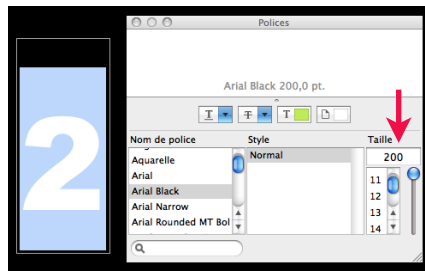 2
Polices
Arial Black 200,0 pt.
T T T
Nom de police Style Taille
Aquarelle
Arial
Arial Black
Arial Narrow
Arial Rounded MT Bol
Normal
200
11
12
13
14